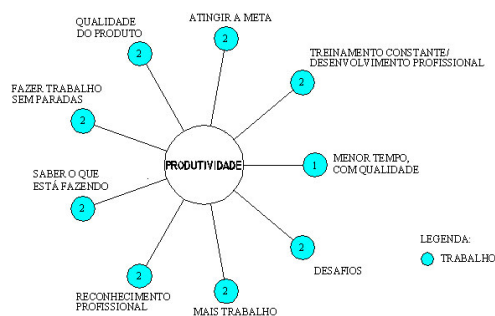 ATINGIR A META
2
QUALIDADE
DO PRODUTO
2
TREINAMENTO CONSTANTE/
DESENVOLVIMENTO PROFISSIONAL
2
FAZER TRABALHO
SEM PARADAS
2
PRODUTIVIDADE
MENOR TEMPO,
COM QUALIDADE
1
SABER O QUE
ESTÁ FAZENDO
2
DESAFIOS
2
RECONHECIMENTO
PROFISSIONAL
2
MAIS TRABALHO
2
LEGENDA:
TRABALHO